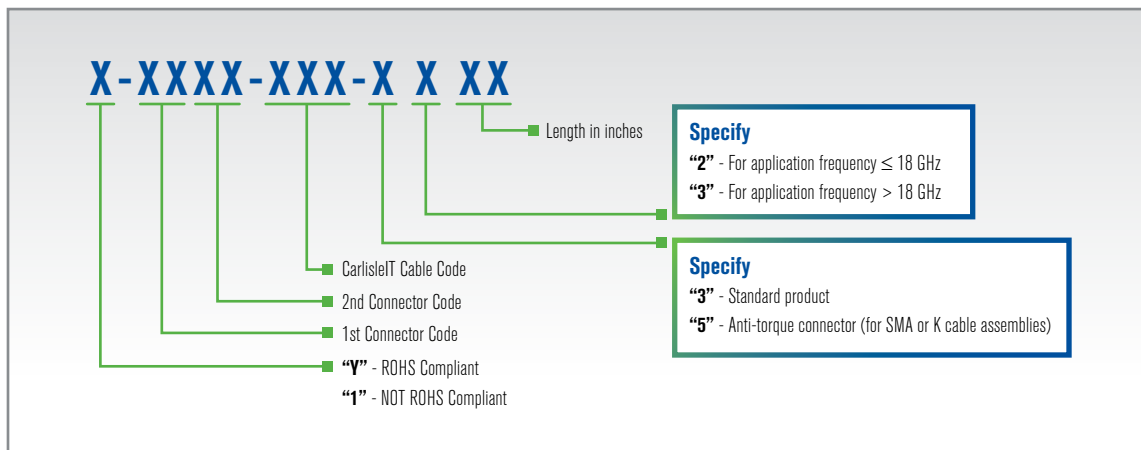 X-XXXX-XXX-X X XX
Length in inches
Specify
“2” - For application frequency ≤ 18 GHz
“3” - For application frequency > 18 GHz
CarlisleIT Cable Code
2nd Connector Code
1st Connector Code
“Y” - ROHS Compliant
“1” - NOT ROHS Compliant
Specify
“3” - Standard product
“5” - Anti-torque connector (for SMA or K cable assemblies)